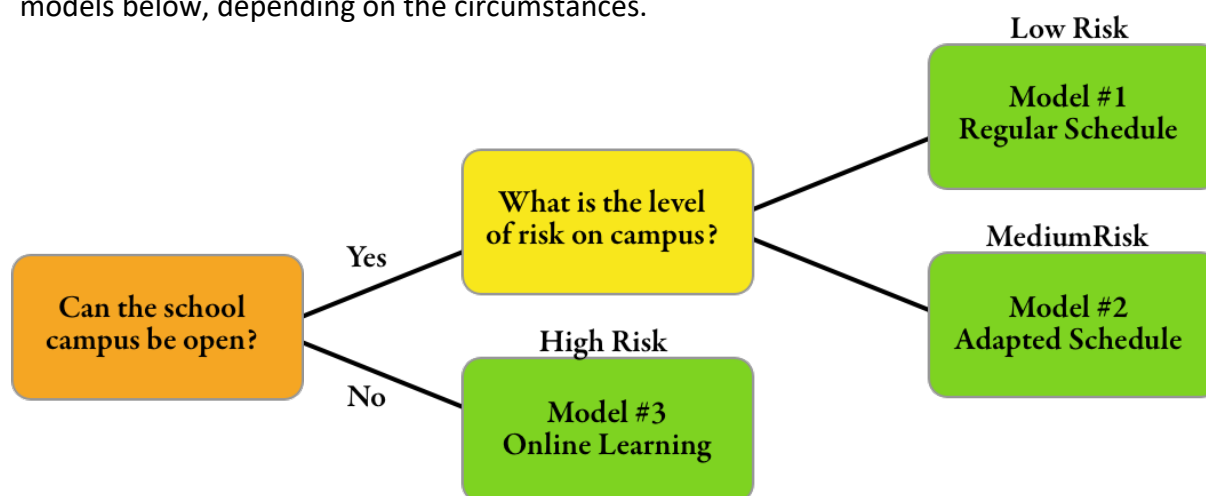 models below, depending on the circumstances.
Low Risk
Model #1
Regular Schedule
What is the level
of risk on campus?
Yes
MediumRisk
Can the school
campus be open?
Model #2
Adapted Schedule
High Risk
No
Model #3
Online Learning